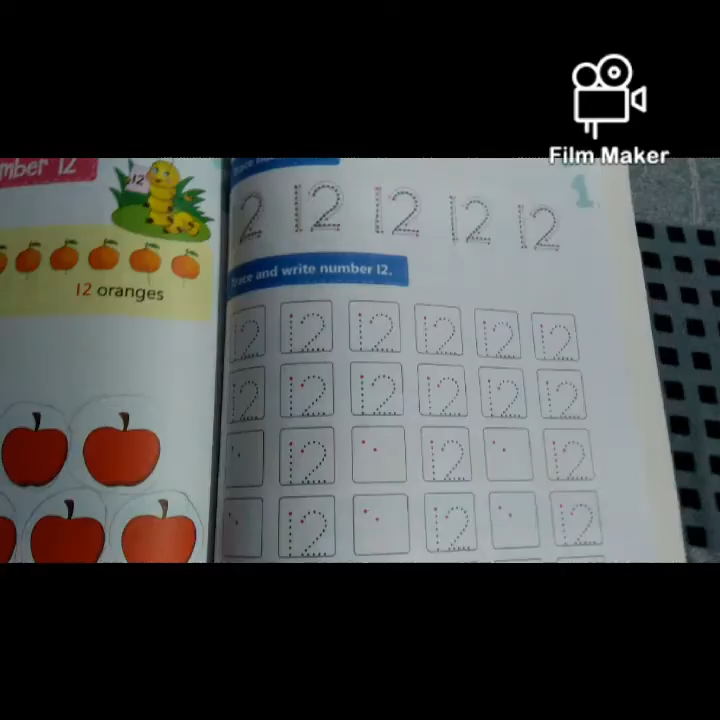 Film Maker
mber 12
12
12 oranges
2 12 12 12 12
1
Trace and write number 12.
12 12 12 12 12 12
12 12 12 12 12 12
12 12 12
12 12 12